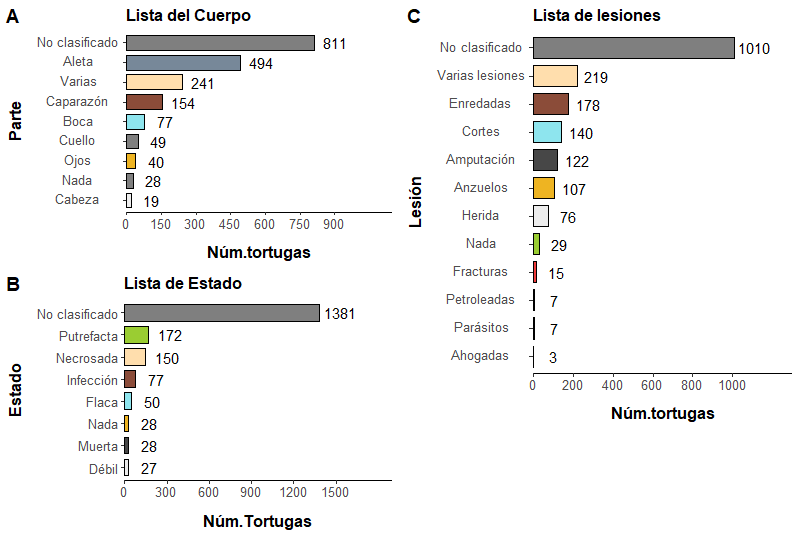 A
Lista del Cuerpo
Parte
No clasificado 811
Aleta 494
Varias 241
Caparazón 154
Boca 77
Cuello 49
Ojos 40
Nada 28
Cabeza 19
0 150 300 450 600 750 900
Núm.tortugas
B
Lista de Estado
Estado
No clasificado 1381
Putrefacta 172
Necrosada 150
Infección 77
Flaca 50
Nada 28
Muerta 28
Débil 27
0 300 600 900 1200 1500
Núm.Tortugas
C
Lista de lesiones
Lesión
No clasificado 1010
Varias lesiones 219
Enredadas 178
Cortes 140
Amputación 122
Anzuelos 107
Herida 76
Nada 29
Fracturas 15
Petroleadas 7
Parásitos 7
Ahogadas 3
0 200 400 600 800 1000
Núm.tortugas